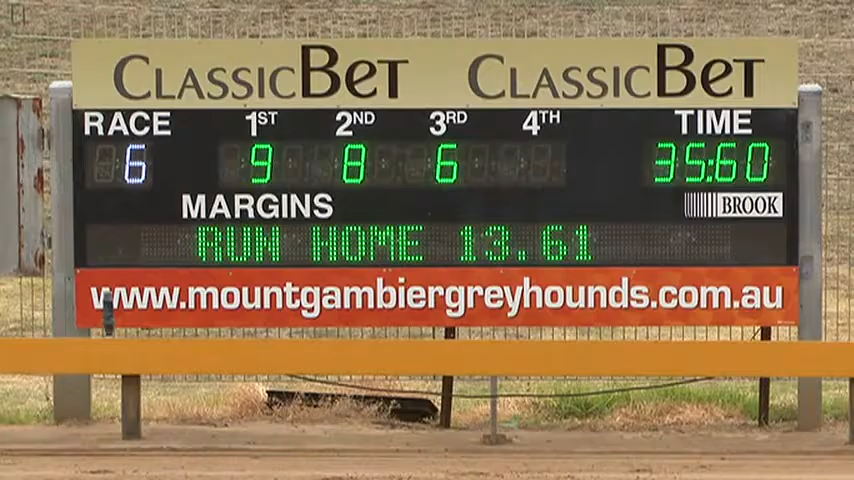 CLASSICBET CLASSICBET
RACE 1ST 2ND 3RD 4TH TIME
6 9 8 6 35:60
MARGINS BROOK
RUN HOME 13.61
www.mountgambiergreyhounds.com.au